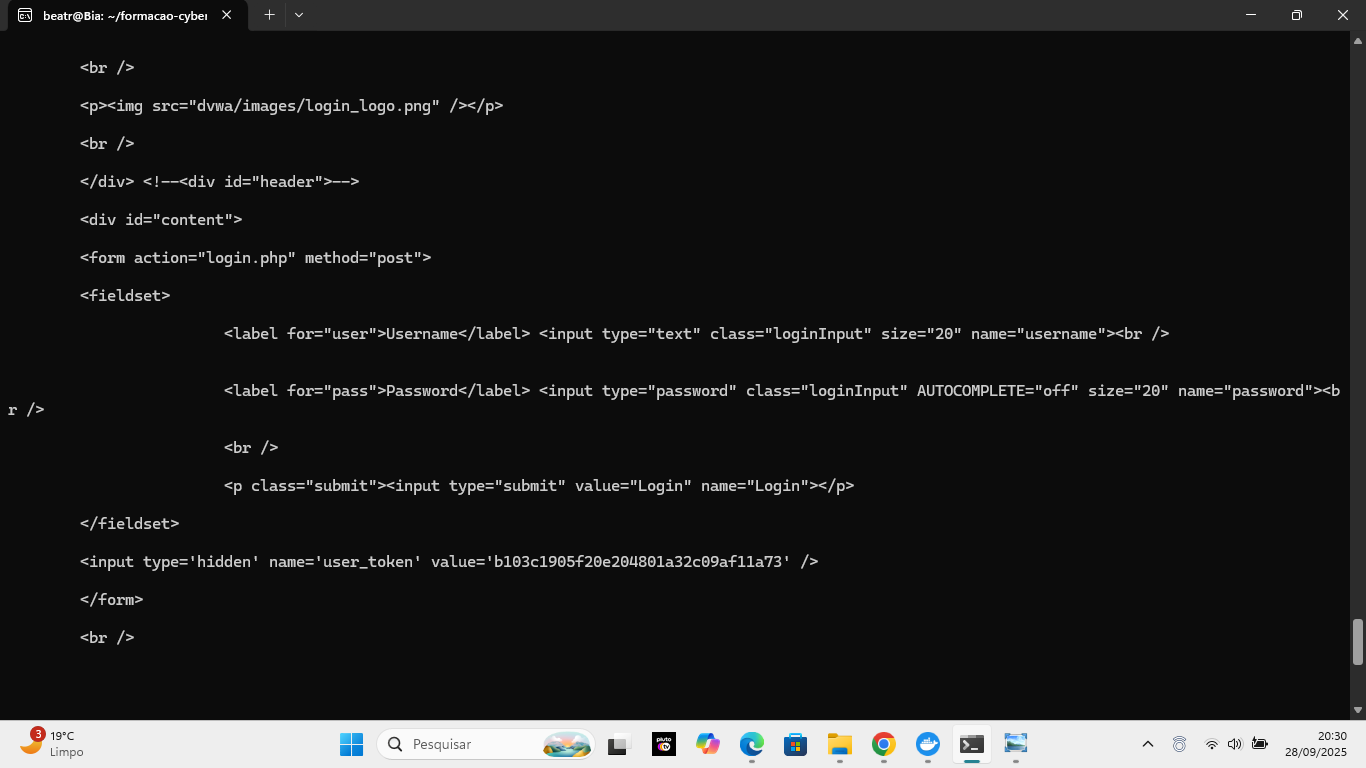 beatr@Bia: ~/formacao-cyber
<br />
<p><img src="dvwa/images/login_logo.png" /></p>
<br />
</div> <!--<div id="header">-->
<div id="content">
<form action="login.php" method="post">
<fieldset>
<label for="user">Username</label> <input type="text" class="loginInput" size="20" name="username"><br />
<label for="pass">Password</label> <input type="password" class="loginInput" AUTOCOMPLETE="off" size="20" name="password"><b
r />
<br />
<p class="submit"><input type="submit" value="Login" name="Login"></p>
</fieldset>
<input type='hidden' name='user_token' value='b103c1905f20e204801a32c09af11a73' />
</form>
<br />
3
19°C
Limpo
Pesquisar
pluto
tv
20:30
28/09/2025